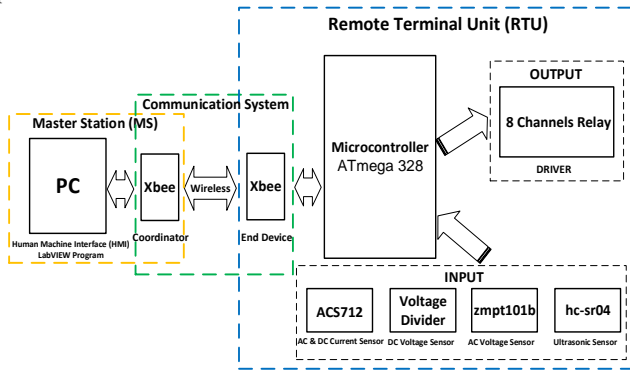 Remote Terminal Unit (RTU)
Communication System
Master Station (MS)
PC
Human Machine Interface (HMI)
LabVIEW Program
Xbee
Coordinator
Wireless
Xbee
End Device
Microcontroller
ATmega 328
OUTPUT
8 Channels Relay
DRIVER
INPUT
ACS712
AC & DC Current Sensor
Voltage
Divider
DC Voltage Sensor
zmpt101b
AC Voltage Sensor
hc-sr04
Ultrasonic Sensor